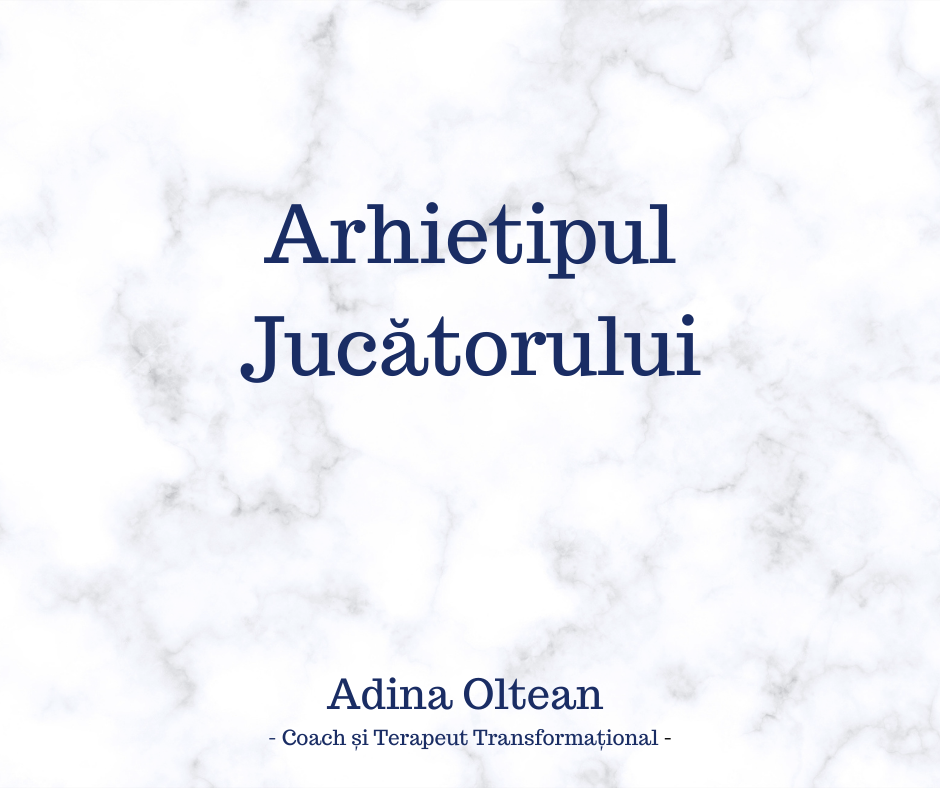 Arhietipul
Jucătorului
Adina Oltean
- Coach și Terapeut Transformațional -